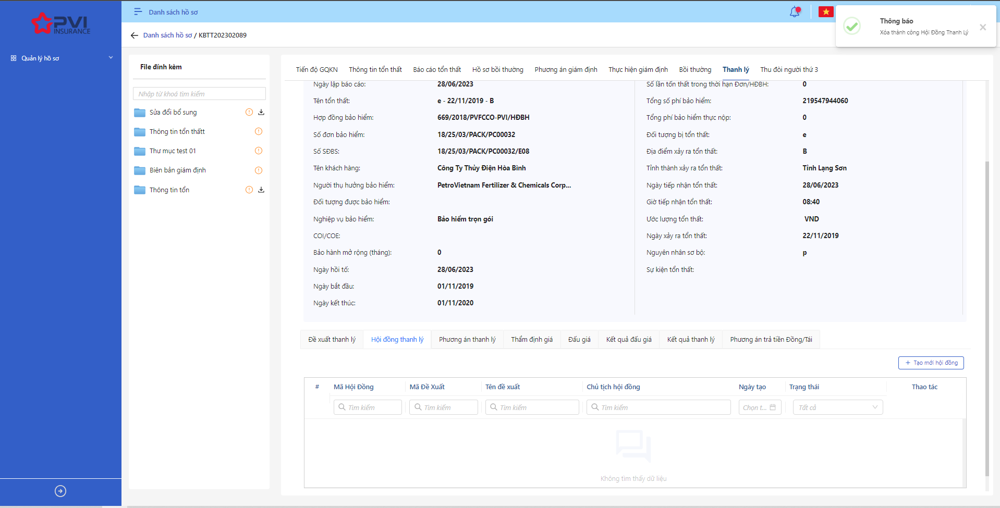 PVI
INSURANCE
Quản lý hồ sơ
Danh sách hồ sơ
Thông báo
Xóa thành công Hội Đồng Thanh Lý
Danh sách hồ sơ / KBTT202302089
File đính kèm
Nhập từ khoá tìm kiếm
Sửa đổi bổ sung
Thông tin tổn thấtt
Thư mục test 01
Biên bản giám định
Thông tin tổn
Tiến độ GQKN Thông tin tổn thất Báo cáo tổn thất Hồ sơ bồi thường Phương án giám định Thực hiện giám định Bồi thường Thanh lý Thu đòi người thứ 3
Ngày lập báo cáo: 28/06/2023
Tên tổn thất: e - 22/11/2019 - B
Hợp đồng bảo hiểm: 669/2018/PVFCCO-PVI/HĐBH
Số đơn bảo hiểm: 18/25/03/PACK/PC00032
Số SĐBS: 18/25/03/PACK/PC00032/E08
Tên khách hàng: Công Ty Thủy Điện Hòa Bình
Người thụ hưởng bảo hiểm: PetroVietnam Fertilizer & Chemicals Corp...
Đối tượng được bảo hiểm:
Nghiệp vụ bảo hiểm: Bảo hiểm trọn gói
COI/COE:
Bảo hành mở rộng (tháng): 0
Ngày hồi tố: 28/06/2023
Ngày bắt đầu: 01/11/2019
Ngày kết thúc: 01/11/2020
Số lần tổn thất trong thời hạn Đơn/HĐBH: 0
Tổng số phí bảo hiểm: 219547944060
Tổng phí bảo hiểm thực nộp: 0
Đối tượng bị tổn thất: e
Địa điểm xảy ra tổn thất: B
Tỉnh thành xảy ra tổn thất: Tỉnh Lạng Sơn
Ngày tiếp nhận tổn thất: 28/06/2023
Giờ tiếp nhận tổn thất: 08:40
Ước lượng tổn thất: VND
Ngày xảy ra tổn thất: 22/11/2019
Nguyên nhân sơ bộ: p
Sự kiện tổn thất:
Đề xuất thanh lý Hội đồng thanh lý Phương án thanh lý Thẩm định giá Đấu giá Kết quả đấu giá Kết quả thanh lý Phương án trả tiền Đồng/Tái
+ Tạo mới hội đồng
# Mã Hội Đồng Mã Đề Xuất Tên đề xuất Chủ tịch hội đồng Ngày tạo Trạng thái Thao tác
Tìm kiếm Tìm kiếm Tìm kiếm Tìm kiếm Chọn t... Tất cả
Không tìm thấy dữ liệu